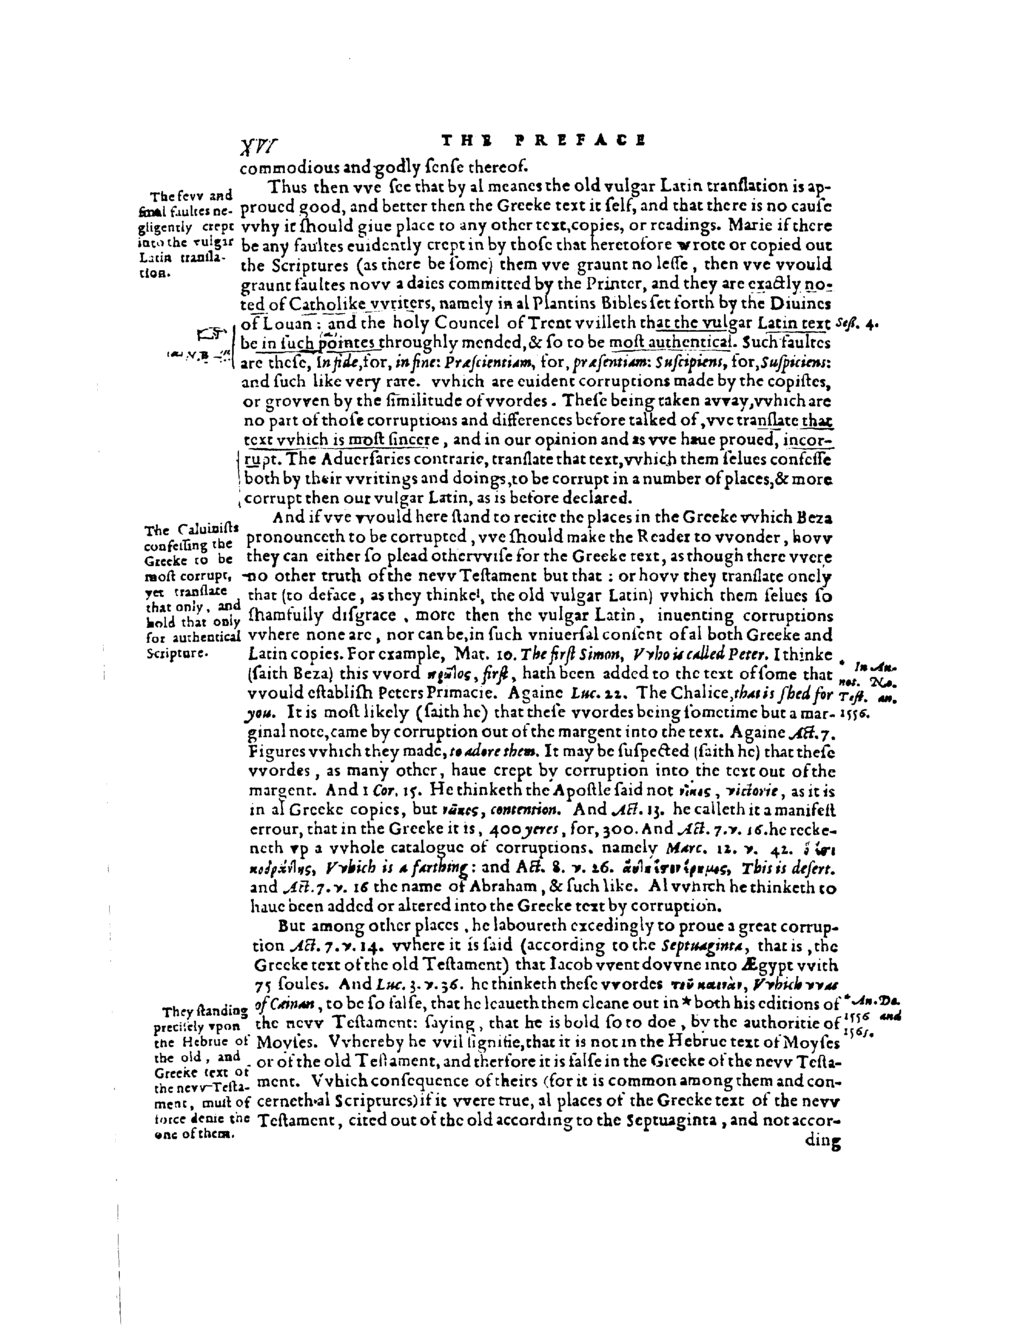 XVI THE PREFACE
commodious and godly ſenſe thereof.
The fevv and
ſmal faultes ne-
gligently crept
into the vulgar
Latin tranſla-
tion.
Thus then vve ſee that by al meanes the old vulgar Latin tranſlation is ap-
proued good, and better then the Greeke text it ſelf, and that there is no cauſe
vvhy it ſhould giue place to any other text,copies, or readings. Marie if there
be any faultes euidently crept in by thoſe that heretofore wrote or copied out
the Scriptures (as there be ſome) them vve graunt no leſſe , then vve vvould
graunt faultes novv a daies committed by the Printer, and they are exactly no-
ted of Catholike vvriters, namely in al Plantins Bibles ſet forth by the Diuines
of Louan : and the holy Councel of Trent vvilleth that the vulgar Latin text Seſſ. 4.
be in ſuch pointes throughly mended,& ſo to be moſt authentical. Such faultes
N.B
are theſe, In fide,for, in fine: Præſcientiam, for, præſentiam: Suſcipiens, for,Suſpiciens:
and ſuch like very rare. vvhich are euident corruptions made by the copiſtes,
or grovven by the ſimilitude of vvordes . Theſe being taken avvay,vvhich are
no part of thoſe corruptions and differences before talked of ,vve tranſlate that
text vvhich is moſt ſincere , and in our opinion and as vve haue proued, incor-
rupt. The Aduerſaries contrarie, tranſlate that text,vvhich them ſelues confeſſe
both by their vvritings and doings,to be corrupt in a number of places,& more
corrupt then our vulgar Latin, as is before declared.
The Caluiniſts
confeſſing the
Greeke to be
moſt corrupt,
yet tranſlate
that only, and
hold that only
for authentical
Scripture.
And if vve vvould here ſtand to recite the places in the Greeke vvhich Beza
pronounceth to be corrupted , vve ſhould make the Reader to vvonder , hovv
they can either ſo plead othervviſe for the Greeke text, as though there vvere
no other truth of the nevv Teſtament but that : or hovv they tranſlate onely
that (to deface , as they thinke, the old vulgar Latin) vvhich them ſelues ſo
ſhamfully diſgrace , more then the vulgar Latin , inuenting corruptions
vvhere none are , nor can be,in ſuch vniuerſal conſent of al both Greeke and
Latin copies. For example, Mat. 10. The firſt Simon, Vvho is called Peter. I thinke
(ſaith Beza) this vvord πρῶτος, firſt, hath been added to the text of ſome that
vvould eſtabliſh Peters Primacie. Againe Luc. 22. The Chalice,that is ſhed for
you. It is moſt likely (ſaith he) that theſe vvordes being ſometime but a mar-
In An-
not. No.
Teſt. an.
1556.
ginal note,came by corruption out of the margent into the text. Againe Act. 7.
Figures vvhich they made, to adore them. It may be ſuſpected (ſaith he) that theſe
vvordes , as many other, haue crept by corruption into the text out of the
margent. And 1 Cor. 15. He thinketh the Apoſtle ſaid not νῖκος , victorie , as it is
in al Greeke copies, but νεῖκος, contention. And Act. 13. he calleth it a manifeſt
errour, that in the Greeke it is, 400 yeres , for, 300. And Act. 7. v. 16. he recke-
neth vp a vvhole catalogue of corruptions. namely Marc. 12. v. 42. ὅ ἐστι
κοδράντης, Vvhich is a farthing : and Act. 8. v. 26. αὕτη ἐστὶν ἔρημος, This is deſert.
and Act. 7. v. 16 the name of Abraham , & ſuch like. Al vvhich he thinketh to
haue been added or altered into the Greeke text by corruption.
But among other places , he laboureth excedingly to proue a great corrup-
tion Act. 7. v. 14. vvhere it is ſaid (according to the Septuaginta, that is ,the
Greeke text of the old Teſtament) that Iacob vvent dovvne into Ægypt vvith
75 ſoules. And Luc. 3. v. 36. he thinketh theſe vvordes τοῦ καϊνὰν, Vvhich vvas
of Cainan , to be ſo falſe, that he leaueth them cleane out in * both his editions of
the nevv Teſtament: ſaying , that he is bold ſo to doe , by the authoritie of
* An. Do.
1556 and
1565.
They ſtanding
preciſely vpon
the Hebrue of
the old , and
Greeke text of
the nevv Teſta-
ment, muſt of
force denie the
one of them.
Moyſes. Vvhereby he vvil ſignifie,that it is not in the Hebrue text of Moyſes
or of the old Teſtament, and therfore it is falſe in the Greeke of the nevv Teſta-
ment. Vvhich conſequence of theirs (for it is common among them and con-
cerneth al Scriptures) if it vvere true, al places of the Greeke text of the nevv
Teſtament, cited out of the old according to the Septuaginta , and not accor-
ding